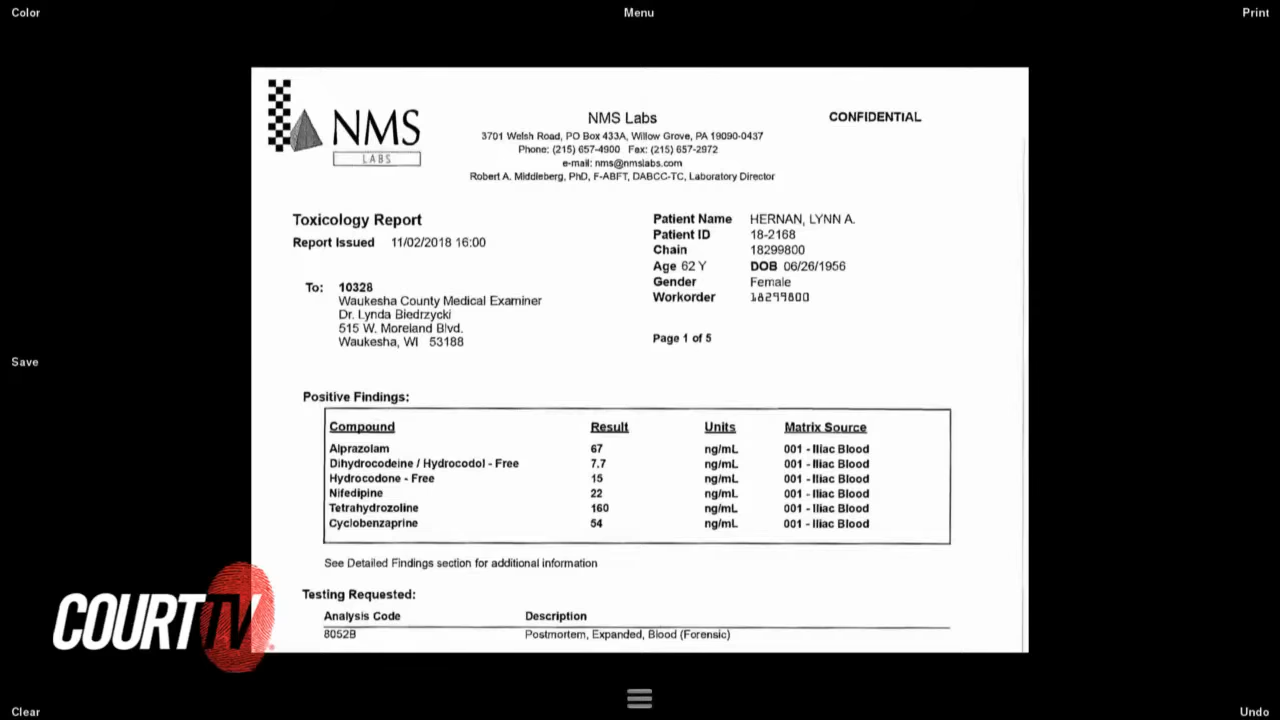 Color
Menu
Print
NMS
LABS
NMS Labs
CONFIDENTIAL
3701 Welsh Road, PO Box 433A, Willow Grove, PA 19090-0437
Phone: (215) 657-4900 Fax: (215) 657-2972
e-mail: nms@nmslabs.com
Robert A. Middleberg, PhD, F-ABFT, DABCC-TC, Laboratory Director
Toxicology Report
Report Issued 11/02/2018 16:00
To: 10328
Waukesha County Medical Examiner
Dr. Lynda Biedrzycki
515 W. Moreland Blvd.
Waukesha, WI 53188
Patient Name HERNAN, LYNN A.
Patient ID 18-2168
Chain 18299800
Age 62 Y DOB 06/26/1956
Gender Female
Workorder 18299800
Page 1 of 5
Save
Positive Findings:
Compound Result Units Matrix Source
Alprazolam 67 ng/mL 001 - Iliac Blood
Dihydrocodeine / Hydrocodol - Free 7.7 ng/mL 001 - Iliac Blood
Hydrocodone - Free 15 ng/mL 001 - Iliac Blood
Nifedipine 22 ng/mL 001 - Iliac Blood
Tetrahydrozoline 160 ng/mL 001 - Iliac Blood
Cyclobenzaprine 54 ng/mL 001 - Iliac Blood
See Detailed Findings section for additional information
Testing Requested:
Analysis Code Description
8052B Postmortem, Expanded, Blood (Forensic)
COURT TV
Clear
Undo